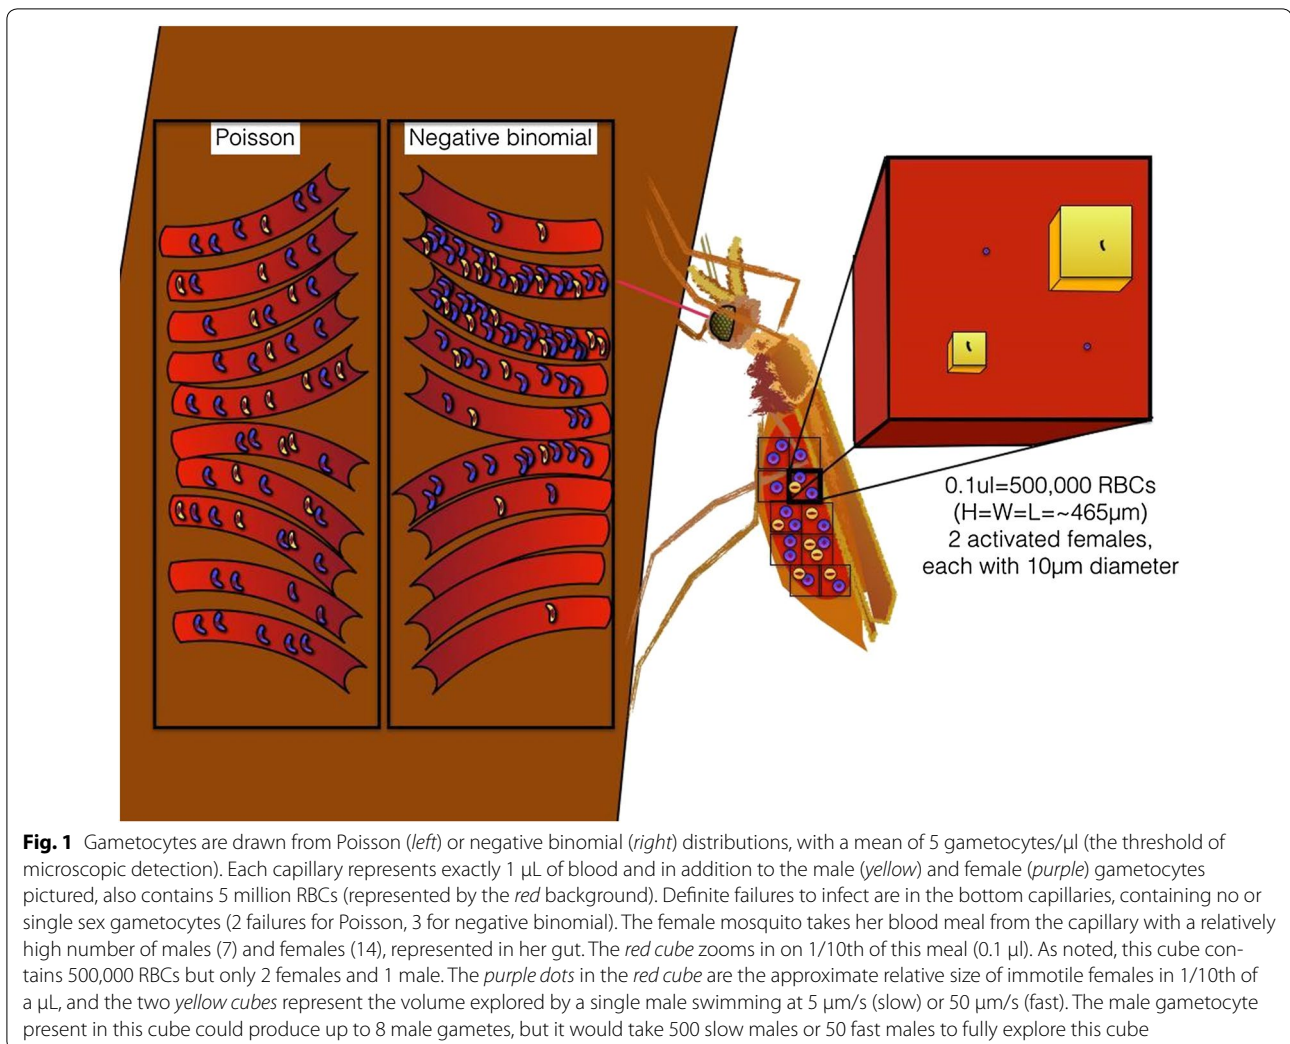 Poisson
Negative binomial
0.1ul=500,000 RBCs
(H=W=L=~465µm)
2 activated females,
each with 10µm diameter
Fig. 1 Gametocytes are drawn from Poisson (left) or negative binomial (right) distributions, with a mean of 5 gametocytes/µl (the threshold of
microscopic detection). Each capillary represents exactly 1 µL of blood and in addition to the male (yellow) and female (purple) gametocytes
pictured, also contains 5 million RBCs (represented by the red background). Definite failures to infect are in the bottom capillaries, containing no or
single sex gametocytes (2 failures for Poisson, 3 for negative binomial). The female mosquito takes her blood meal from the capillary with a relatively
high number of males (7) and females (14), represented in her gut. The red cube zooms in on 1/10th of this meal (0.1 µl). As noted, this cube con-
tains 500,000 RBCs but only 2 females and 1 male. The purple dots in the red cube are the approximate relative size of immotile females in 1/10th of
a µL, and the two yellow cubes represent the volume explored by a single male swimming at 5 µm/s (slow) or 50 µm/s (fast). The male gametocyte
present in this cube could produce up to 8 male gametes, but it would take 500 slow males or 50 fast males to fully explore this cube